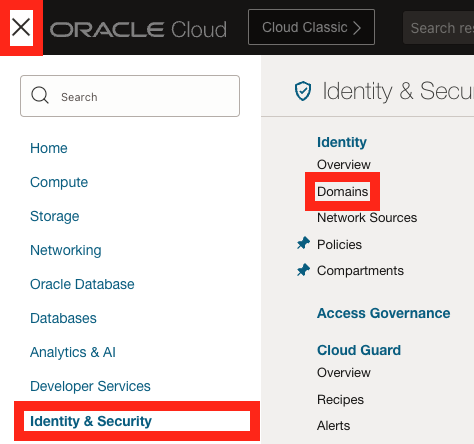 ORACLE Cloud
Cloud Classic >
Search res
Search
Home
Compute
Storage
Networking
Oracle Database
Databases
Analytics & AI
Developer Services
Identity & Security
Identity & Secu
Identity
Overview
Domains
Network Sources
Policies
Compartments
Access Governance
Cloud Guard
Overview
Recipes
Alerts